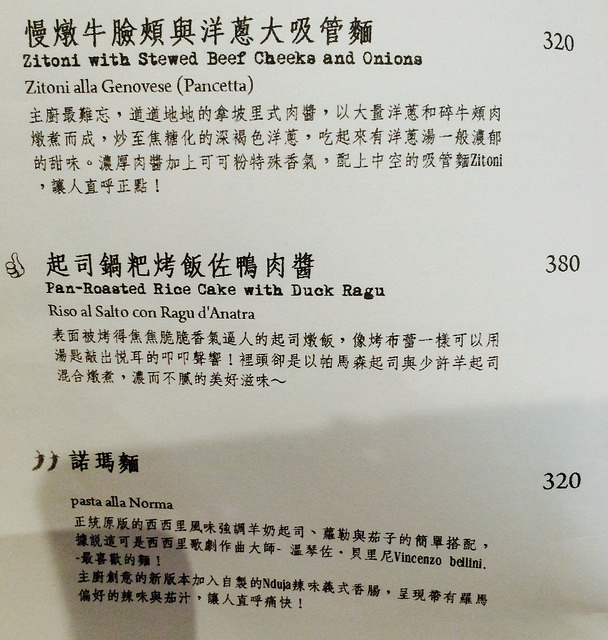 慢燉牛臉頰與洋蔥大吸管麵 320
Zitoni with Stewed Beef Cheeks and Onions
Zitoni alla Genovese (Pancetta)
主廚最難忘，道道地地的拿坡里式肉醬，以大量洋蔥和碎牛頰肉
燉煮而成，炒至焦糖化的深褐色洋蔥，吃起來有洋蔥湯一般濃郁
的甜味。濃厚肉醬加上可可粉特殊香氣，配上中空的吸管麵Zitoni
，讓人直呼正點！
起司鍋粑烤飯佐鴨肉醬 380
Pan-Roasted Rice Cake with Duck Ragu
Riso al Salto con Ragu d'Anatra
表面被烤得焦焦脆脆香氣逼人的起司燉飯，像烤布蕾一樣可以用
湯匙敲出悅耳的叩叩聲響！裡頭卻是以帕馬森起司與少許羊起司
混合燉煮，濃而不膩的美好滋味～
諾瑪麵 320
pasta alla Norma
正統原版的西西里風味強調羊奶起司、蘿勒與茄子的簡單搭配，
據說這可是西西里歌劇作曲大師- 溫琴佐·貝里尼Vincenzo bellini.
-最喜歡的麵！
主廚創意的新版本加入自製的Nduja辣味義式香腸，呈現帶有羅馬
偏好的辣味與茄汁，讓人直呼痛快！